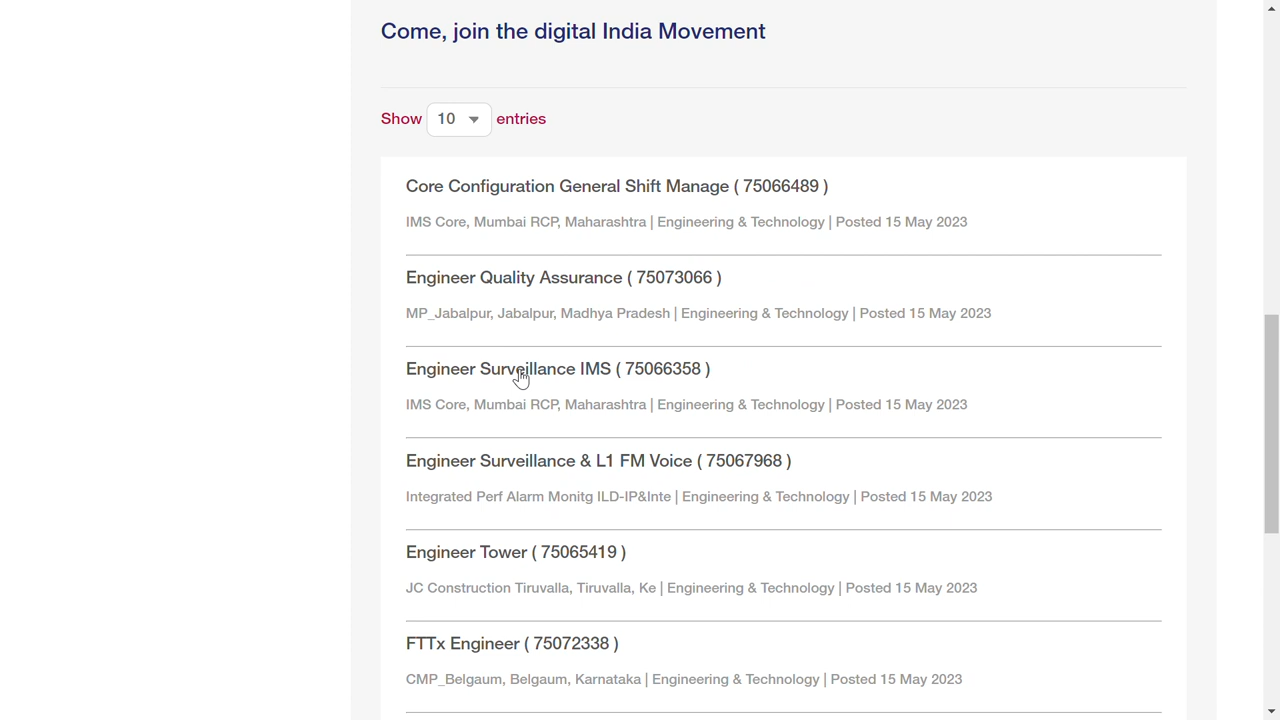 Come, join the digital India Movement
Show 10 entries
Core Configuration General Shift Manage ( 75066489 )
IMS Core, Mumbai RCP, Maharashtra | Engineering & Technology | Posted 15 May 2023
Engineer Quality Assurance ( 75073066 )
MP_Jabalpur, Jabalpur, Madhya Pradesh | Engineering & Technology | Posted 15 May 2023
Engineer Surveillance IMS ( 75066358 )
IMS Core, Mumbai RCP, Maharashtra | Engineering & Technology | Posted 15 May 2023
Engineer Surveillance & L1 FM Voice ( 75067968 )
Integrated Perf Alarm Monitg ILD-IP&Inte | Engineering & Technology | Posted 15 May 2023
Engineer Tower ( 75065419 )
JC Construction Tiruvalla, Tiruvalla, Ke | Engineering & Technology | Posted 15 May 2023
FTTx Engineer ( 75072338 )
CMP_Belgaum, Belgaum, Karnataka | Engineering & Technology | Posted 15 May 2023